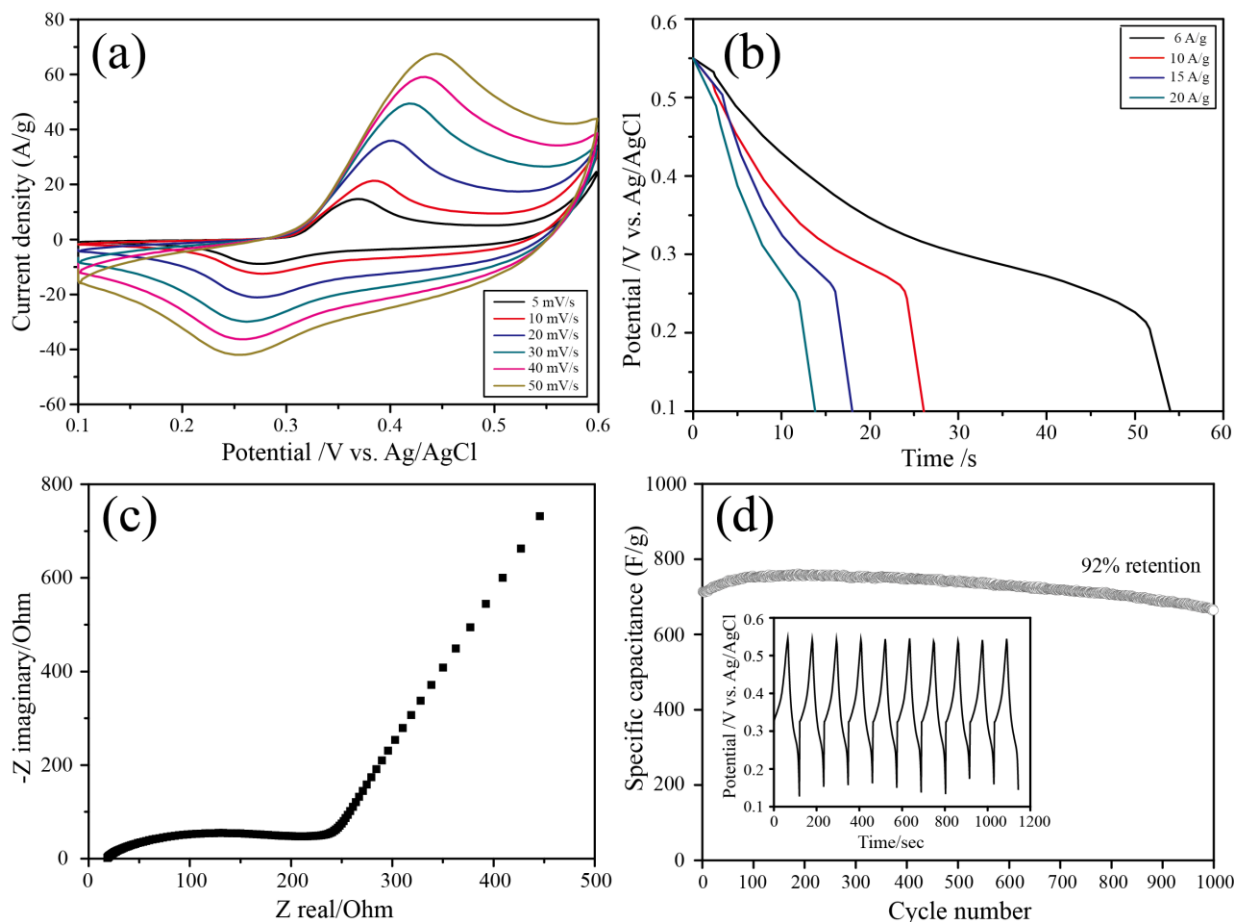 (a)
80
60
40
20
0
-20
-40
-60
Current density (A/g)
5 mV/s
10 mV/s
20 mV/s
30 mV/s
40 mV/s
50 mV/s
0.1 0.2 0.3 0.4 0.5 0.6
Potential /V vs. Ag/AgCl
(b)
0.6
0.5
0.4
0.3
0.2
0.1
Potential /V vs. Ag/AgCl
6 A/g
10 A/g
15 A/g
20 A/g
0 10 20 30 40 50 60
Time /s
(c)
800
600
400
200
0
-Z imaginary/Ohm
0 100 200 300 400 500
Z real/Ohm
(d)
1000
800
600
400
200
0
Specific capacitance (F/g)
92% retention
0.6
0.5
0.4
0.3
0.2
0.1
Potential /V vs. Ag/AgCl
0 200 400 600 800 1000 1200
Time/sec
0 100 200 300 400 500 600 700 800 900 1000
Cycle number